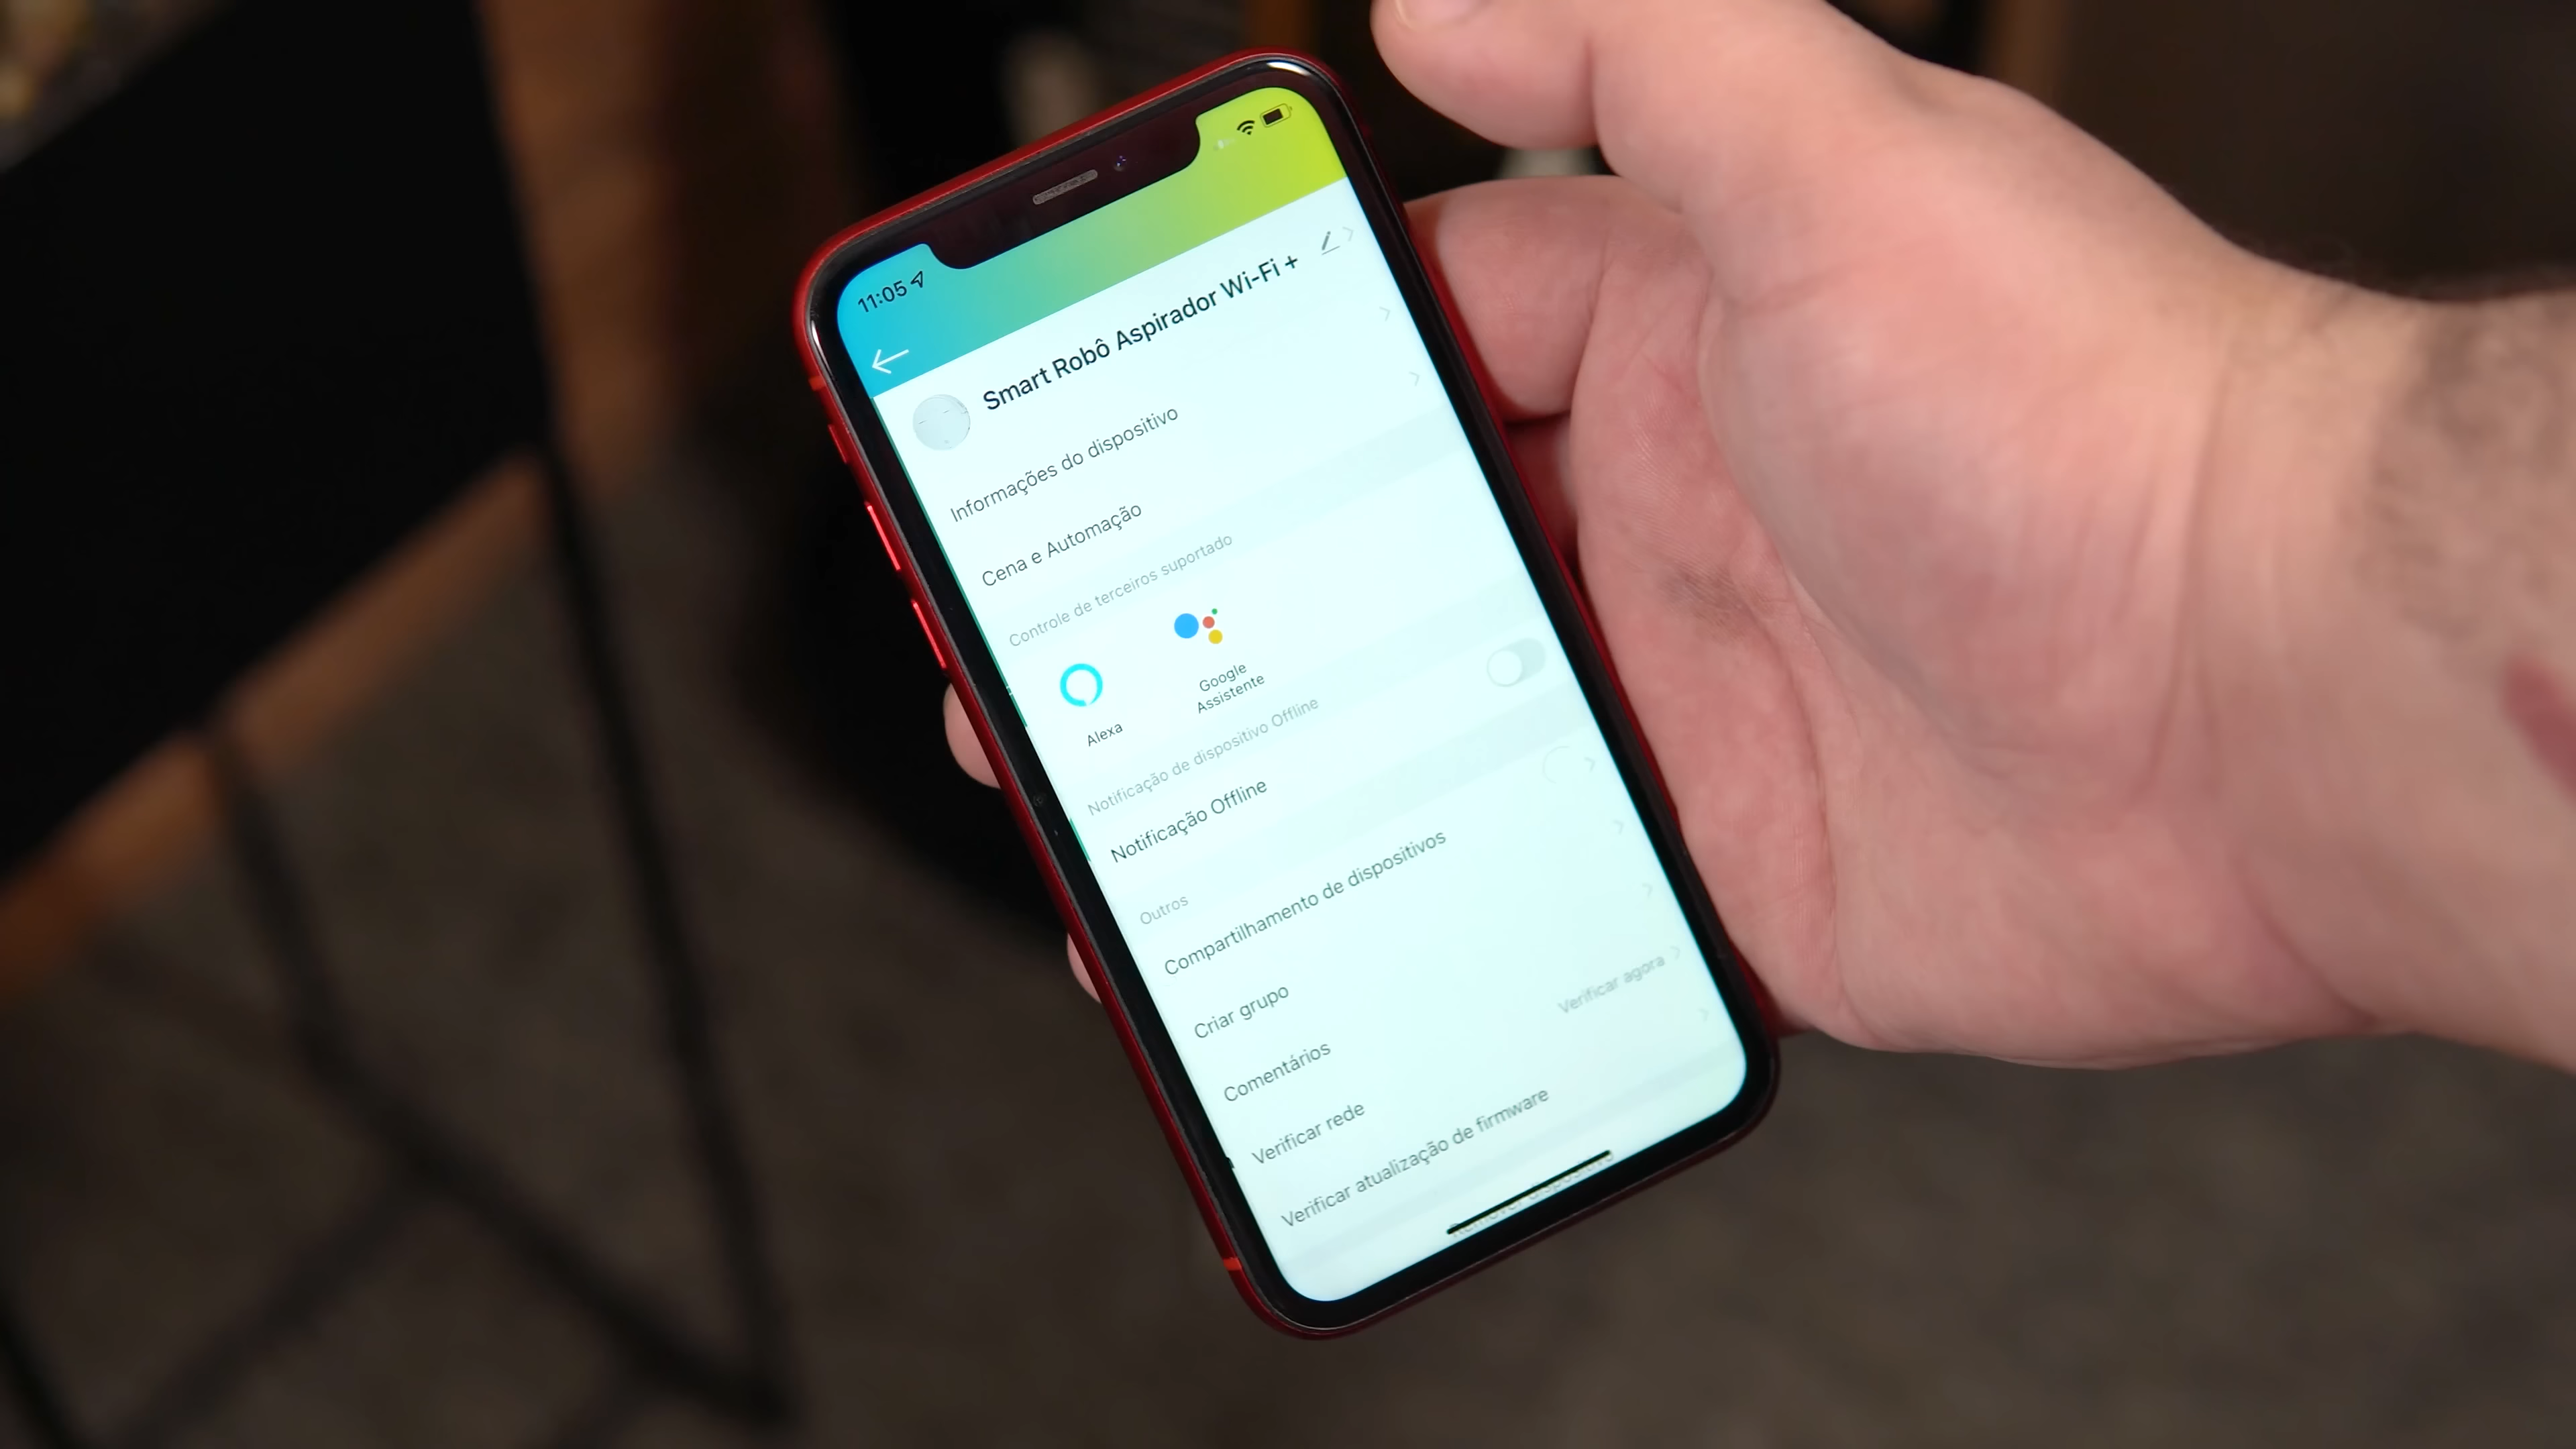 11:05
Smart Robô Aspirador Wi-Fi +
Informações do dispositivo
Cena e Automação
Controle de terceiros suportado
Alexa
Google
Assistente
Notificação de dispositivo Offline
Notificação Offline
Outros
Compartilhamento de dispositivos
Criar grupo
Comentários
Verificar rede
Verificar agora
Verificar atualização de firmware
Remover dispositivo